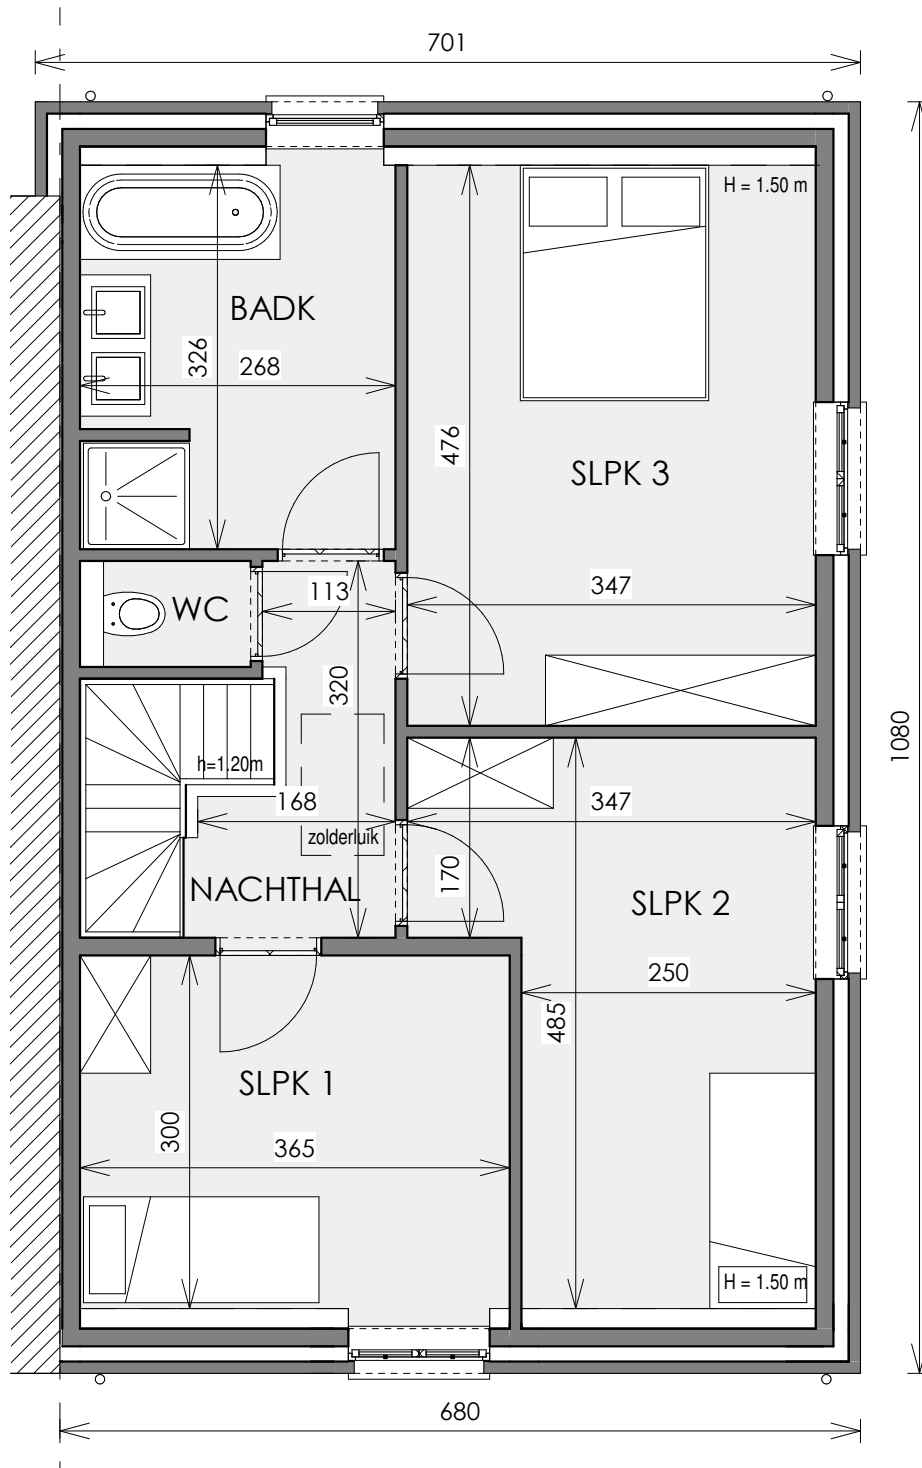 701
H = 1.50 m
BADK
326
268
476
SLPK 3
WC
113
347
320
h=1.20m
1080
168
347
zolderluik
170
NACHTHAL
SLPK 2
250
485
SLPK 1
300
365
H = 1.50 m
680